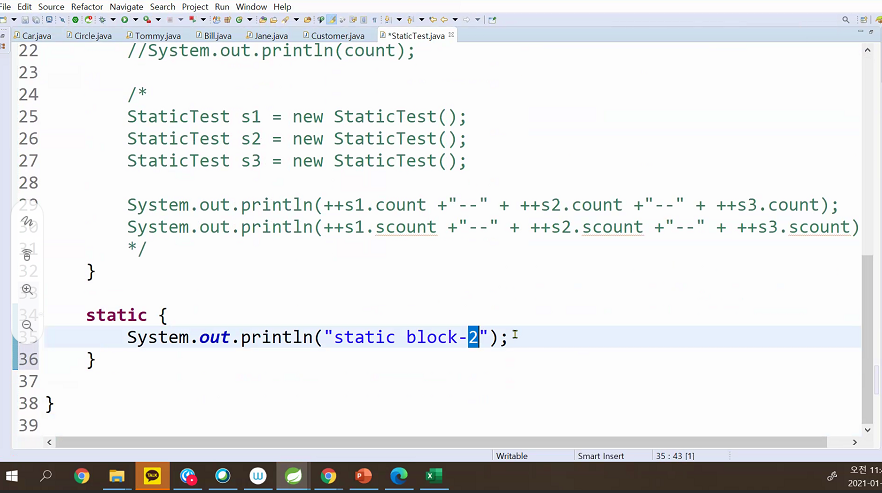 File Edit Source Refactor Navigate Search Project Run Window Help
Car.java Circle.java Tommy.java Bill.java Jane.java Customer.java *StaticTest.java
22 //System.out.println(count);
23
24 /*
25 StaticTest s1 = new StaticTest();
26 StaticTest s2 = new StaticTest();
27 StaticTest s3 = new StaticTest();
28
29 System.out.println(++s1.count +"--" + ++s2.count +"--" + ++s3.count);
30 System.out.println(++s1.scount +"--" + ++s2.scount +"--" + ++s3.scount)
31 */
32 }
33
34 static {
35 System.out.println("static block-2");
36 }
37
38 }
39
Writable Smart Insert 35 : 43 [1]
오전 11:
2021-01-